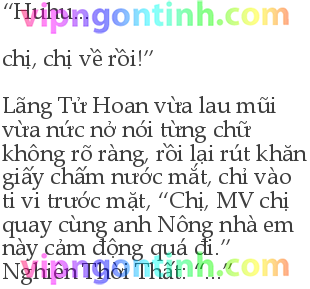 “Huhu...
vipngontinh.com
chị, chị về rồi!”
Lãng Tử Hoan vừa lau mũi
vừa nức nở nói từng chữ
không rõ ràng, rồi lại rút khăn
giấy chấm nước mắt, chỉ vào
ti vi trước mặt, “Chị, MV chị
quay cùng anh Nông nhà em
này cảm động quá đi.”
Nghiên Thời Thất: “...”
vipngontinh.com